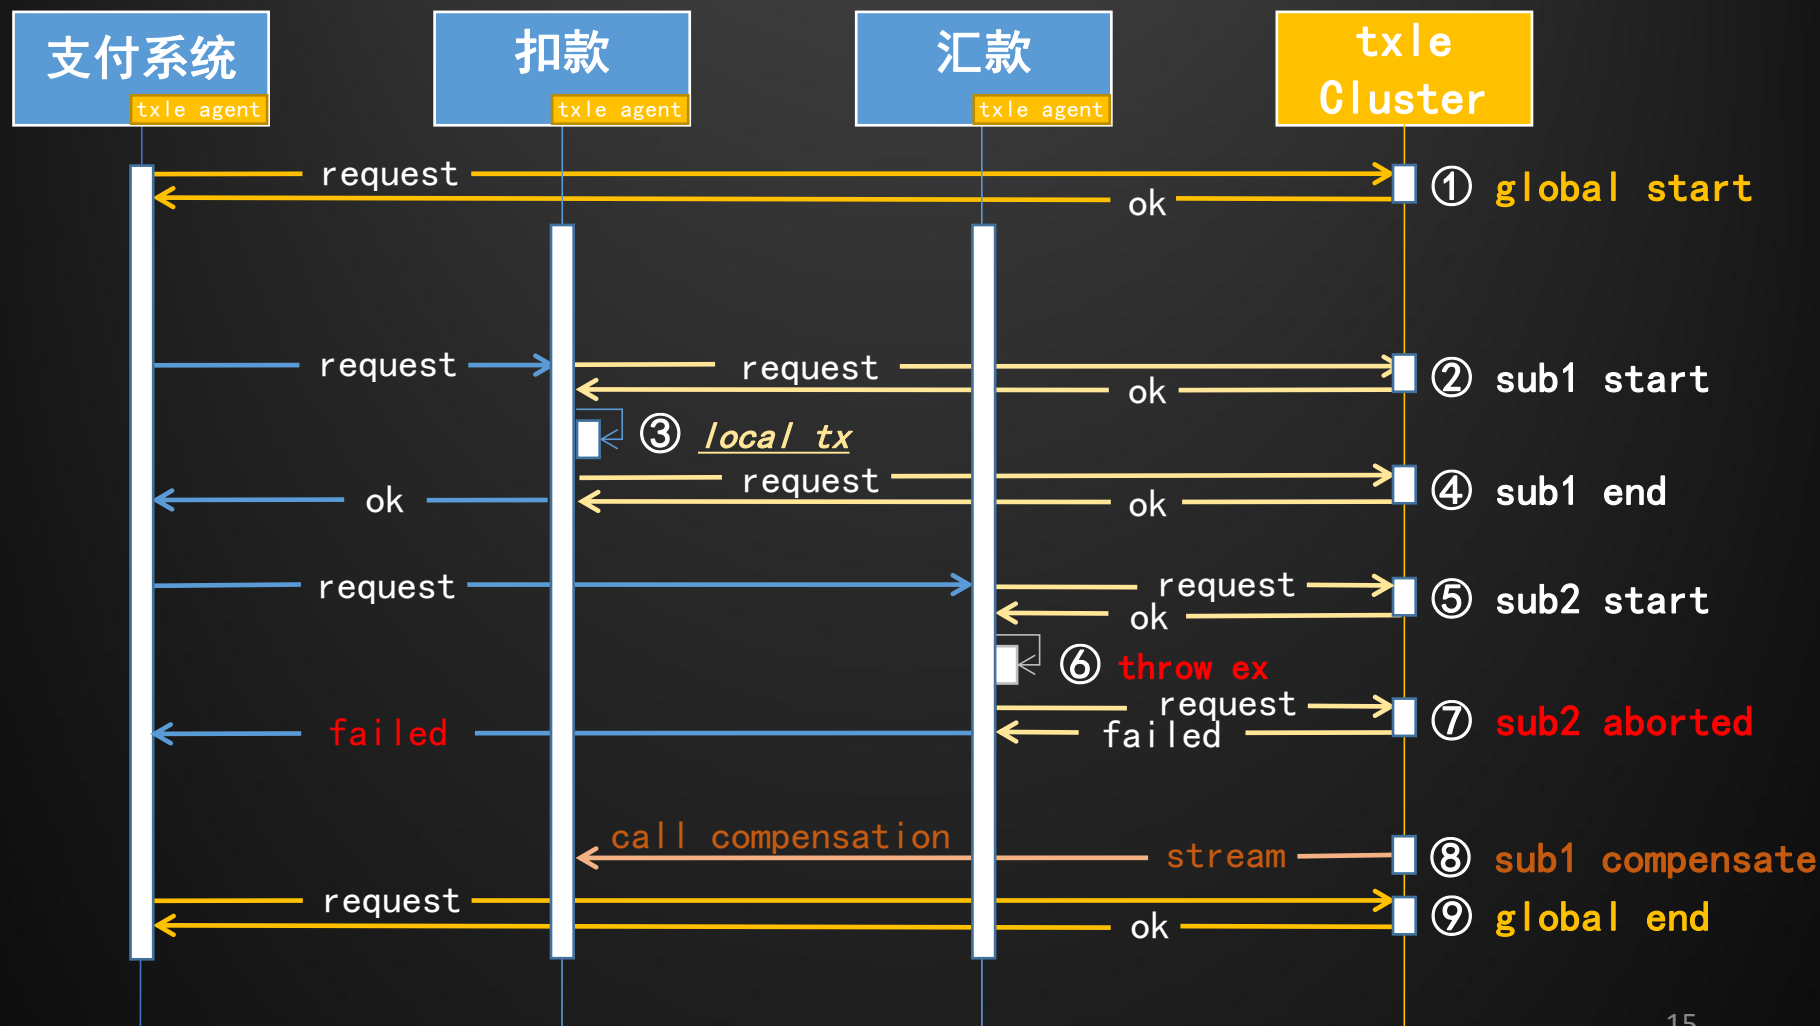 支付系统
txle agent
扣款
txle agent
汇款
txle agent
txle
Cluster
request
ok
① global start
request
request
ok
② sub1 start
③ local tx
request
ok
ok
④ sub1 end
request
request
ok
⑤ sub2 start
⑥ throw ex
request
failed
failed
⑦ sub2 aborted
call compensation
stream
⑧ sub1 compensate
request
ok
⑨ global end
15